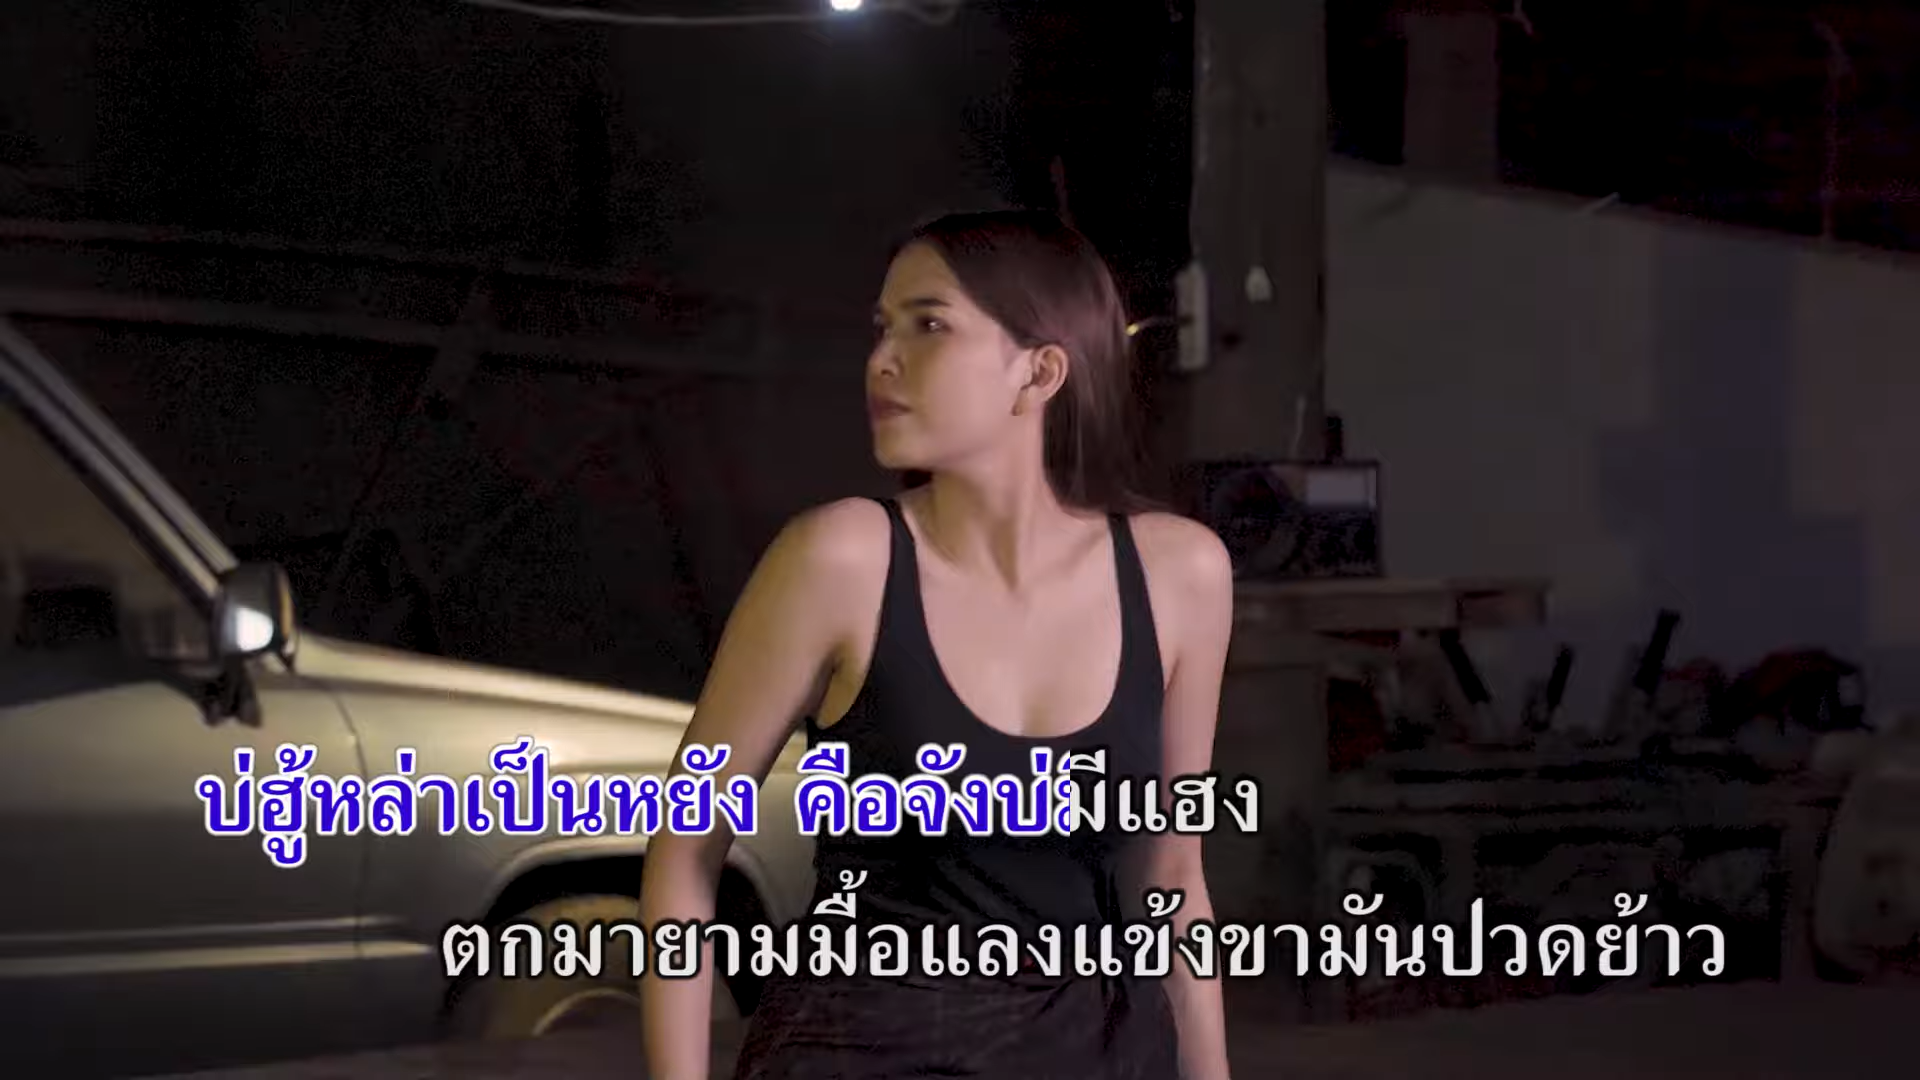 บ่ฮู้หล่าเป็นหยัง คือจังบ่มีแฮง
ตกมายามมื้อแลงแข้งขามันปวดย้าว